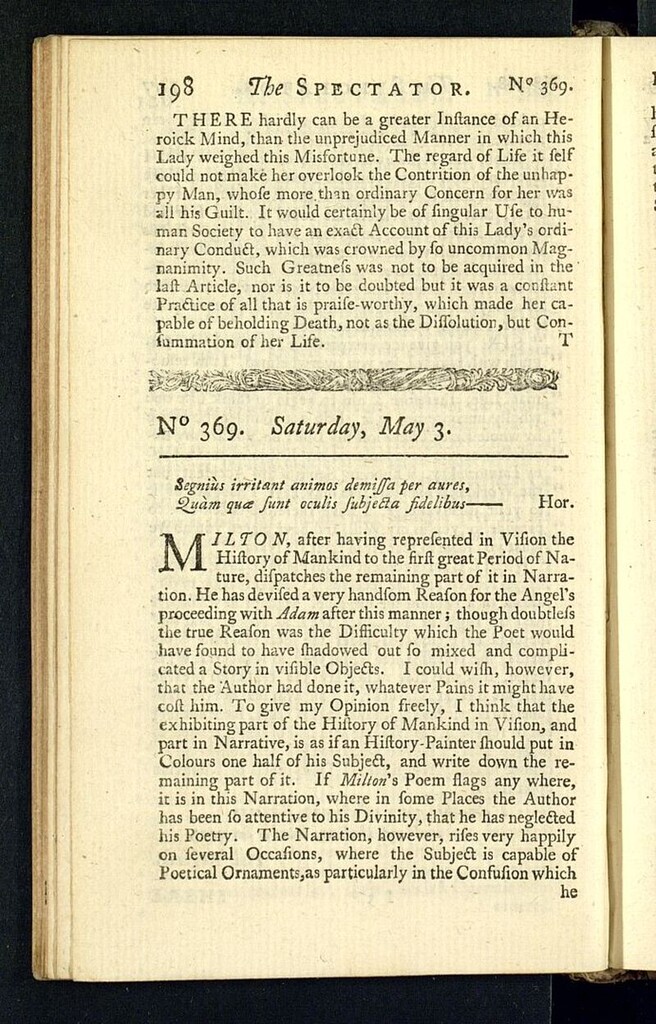 198 The SPECTATOR. Nº 369.
THERE hardly can be a greater Inſtance of an He-
roick Mind, than the unprejudiced Manner in which this
Lady weighed this Misfortune. The regard of Life it ſelf
could not make her overlook the Contrition of the unhap-
py Man, whoſe more than ordinary Concern for her was
all his Guilt. It would certainly be of ſingular Uſe to hu-
man Society to have an exact Account of this Lady's ordi-
nary Conduct, which was crowned by ſo uncommon Mag-
nanimity. Such Greatneſs was not to be acquired in the
laſt Article, nor is it to be doubted but it was a conſtant
Practice of all that is praiſe-worthy, which made her ca-
pable of beholding Death, not as the Diſſolution, but Con-
ſummation of her Life. T
Nº 369. Saturday, May 3.
Segnius irritant animos demiſſa per aures,
Quàm quæ ſunt oculis ſubjecta fidelibus—— Hor.
MILTON, after having repreſented in Viſion the
Hiſtory of Mankind to the firſt great Period of Na-
ture, diſpatches the remaining part of it in Narra-
tion. He has deviſed a very handſom Reaſon for the Angel's
proceeding with Adam after this manner; though doubtleſs
the true Reaſon was the Difficulty which the Poet would
have found to have ſhadowed out ſo mixed and compli-
cated a Story in viſible Objects. I could wiſh, however,
that the Author had done it, whatever Pains it might have
coſt him. To give my Opinion freely, I think that the
exhibiting part of the Hiſtory of Mankind in Viſion, and
part in Narrative, is as if an Hiſtory-Painter ſhould put in
Colours one half of his Subject, and write down the re-
maining part of it. If Milton's Poem flags any where,
it is in this Narration, where in ſome Places the Author
has been ſo attentive to his Divinity, that he has neglected
his Poetry. The Narration, however, riſes very happily
on ſeveral Occaſions, where the Subject is capable of
Poetical Ornaments, as particularly in the Confuſion which
he